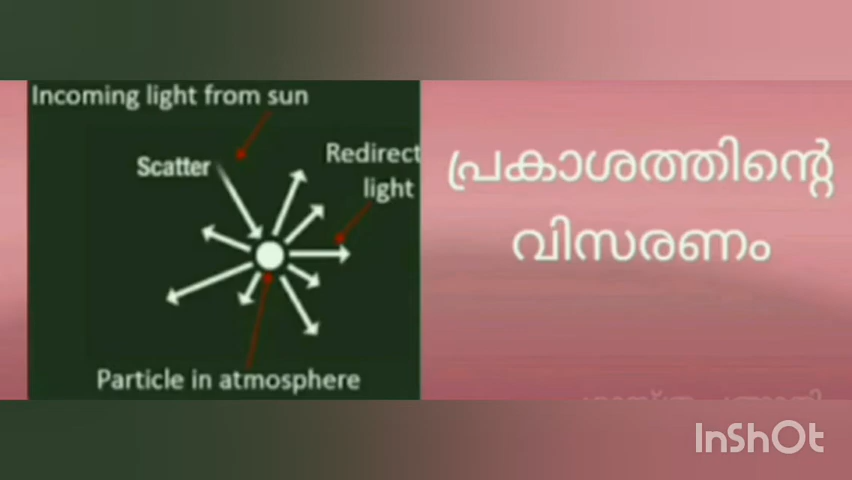 Incoming light from sun
Scatter
Redirect
light
Particle in atmosphere
പ്രകാശത്തിന്റെ
വിസരണം
InShOt